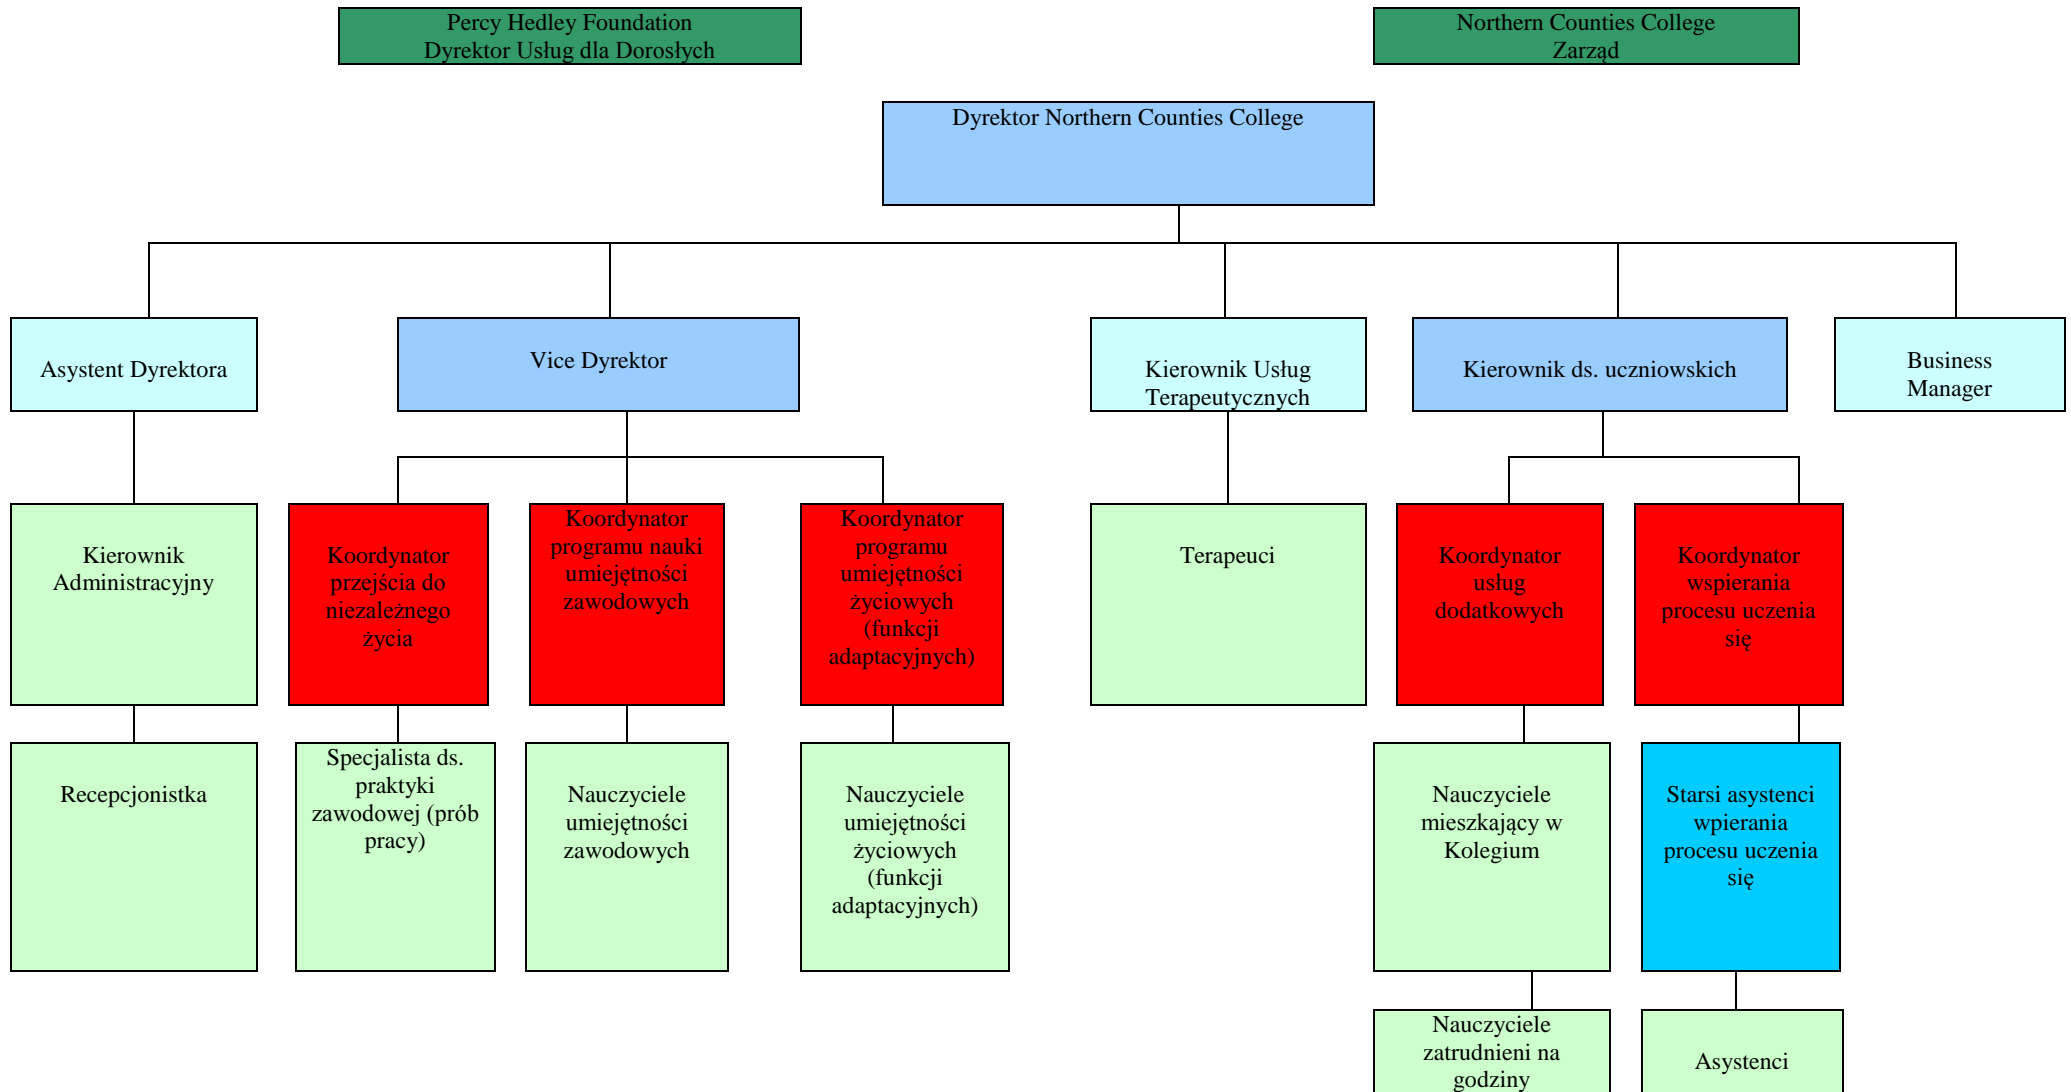 Percy Hedley Foundation
Dyrektor Usług dla Dorosłych
Northern Counties College
Zarząd
Dyrektor Northern Counties College
Asystent Dyrektora
Vice Dyrektor
Kierownik Usług
Terapeutycznych
Kierownik ds. uczniowskich
Business
Manager
Kierownik
Administracyjny
Koordynator
przejścia do
niezależnego
życia
Koordynator
programu nauki
umiejętności
zawodowych
Koordynator
programu
umiejętności
życiowych
(funkcji
adaptacyjnych)
Terapeuci
Koordynator
usług
dodatkowych
Koordynator
wspierania
procesu uczenia
się
Recepcjonistka
Specjalista ds.
praktyki
zawodowej (prób
pracy)
Nauczyciele
umiejętności
zawodowych
Nauczyciele
umiejętności
życiowych
(funkcji
adaptacyjnych)
Nauczyciele
mieszkający w
Kolegium
Starsi asystenci
wpierania
procesu uczenia
się
Nauczyciele
zatrudnieni na
godziny
Asystenci